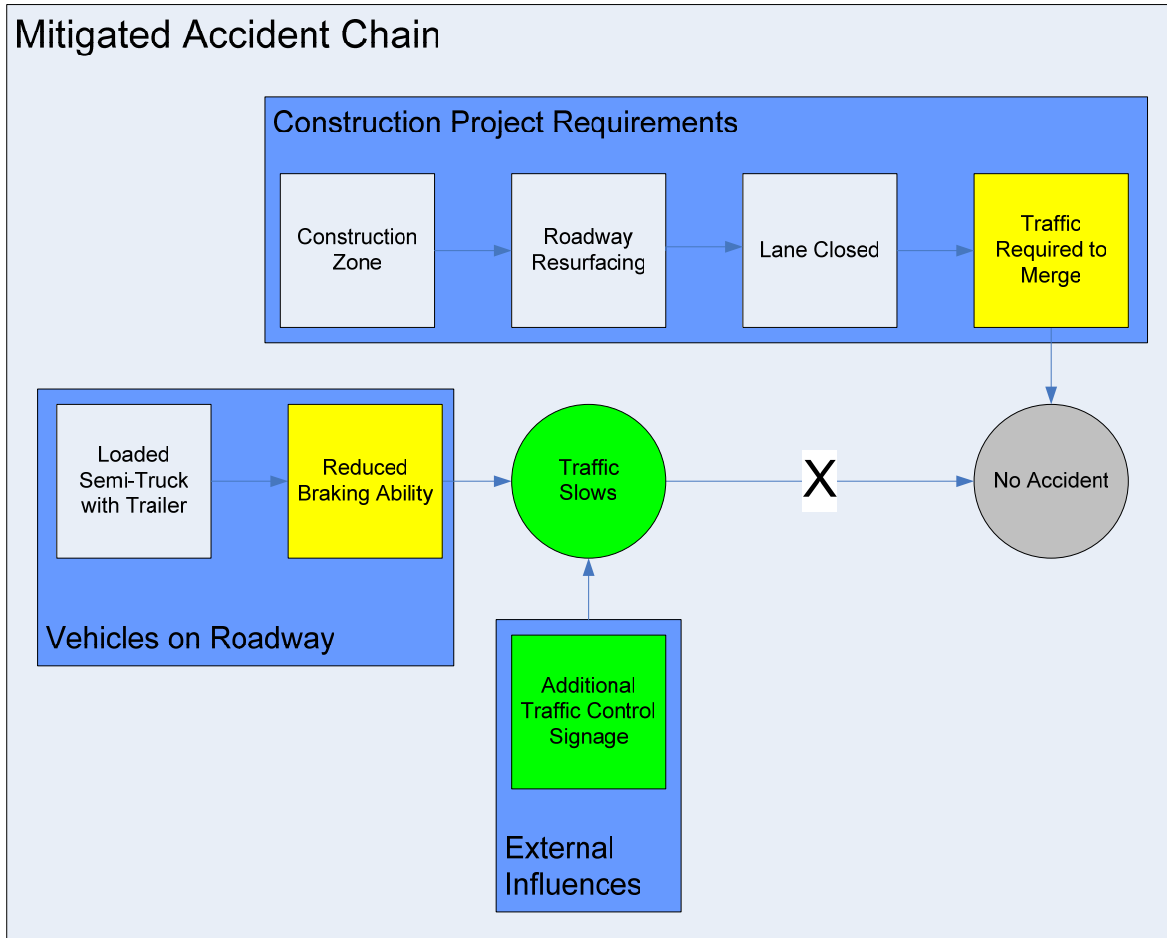 Mitigated Accident Chain
Construction Project Requirements
Construction
Zone
Roadway
Resurfacing
Lane Closed
Traffic
Required to
Merge
Loaded
Semi-Truck
with Trailer
Reduced
Braking Ability
Traffic
Slows
X
No Accident
Vehicles on Roadway
Additional
Traffic Control
Signage
External
Influences